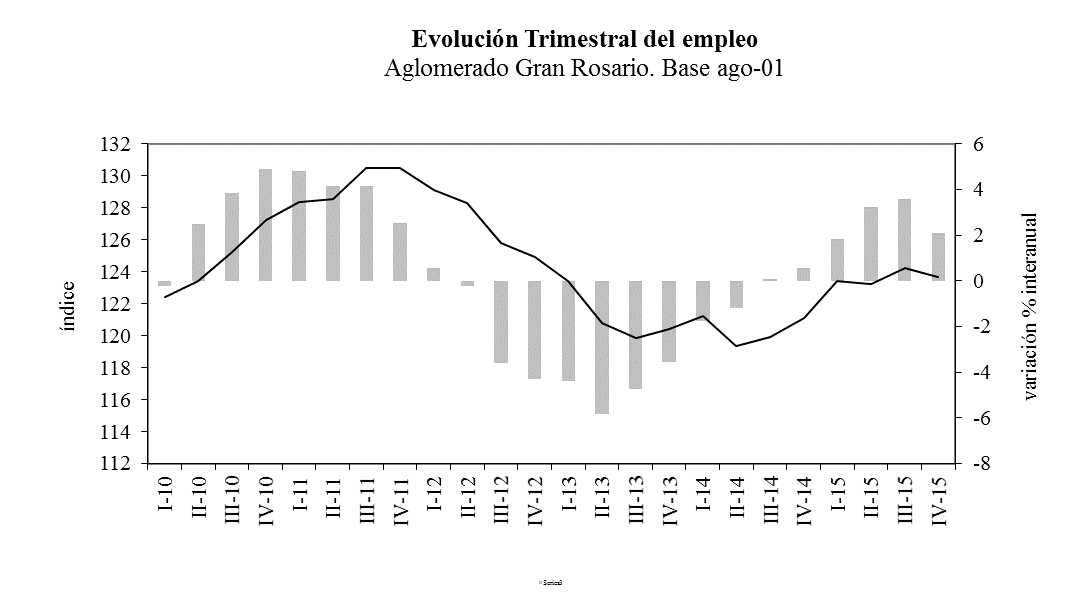 Evolución Trimestral del empleo
Aglomerado Gran Rosario. Base ago-01
índice
132
130
128
126
124
122
120
118
116
114
112
6
4
2
0
-2
-4
-6
-8
variación % interanual
I-10
II-10
III-10
IV-10
I-11
II-11
III-11
IV-11
I-12
II-12
III-12
IV-12
I-13
II-13
III-13
IV-13
I-14
II-14
III-14
IV-14
I-15
II-15
III-15
IV-15